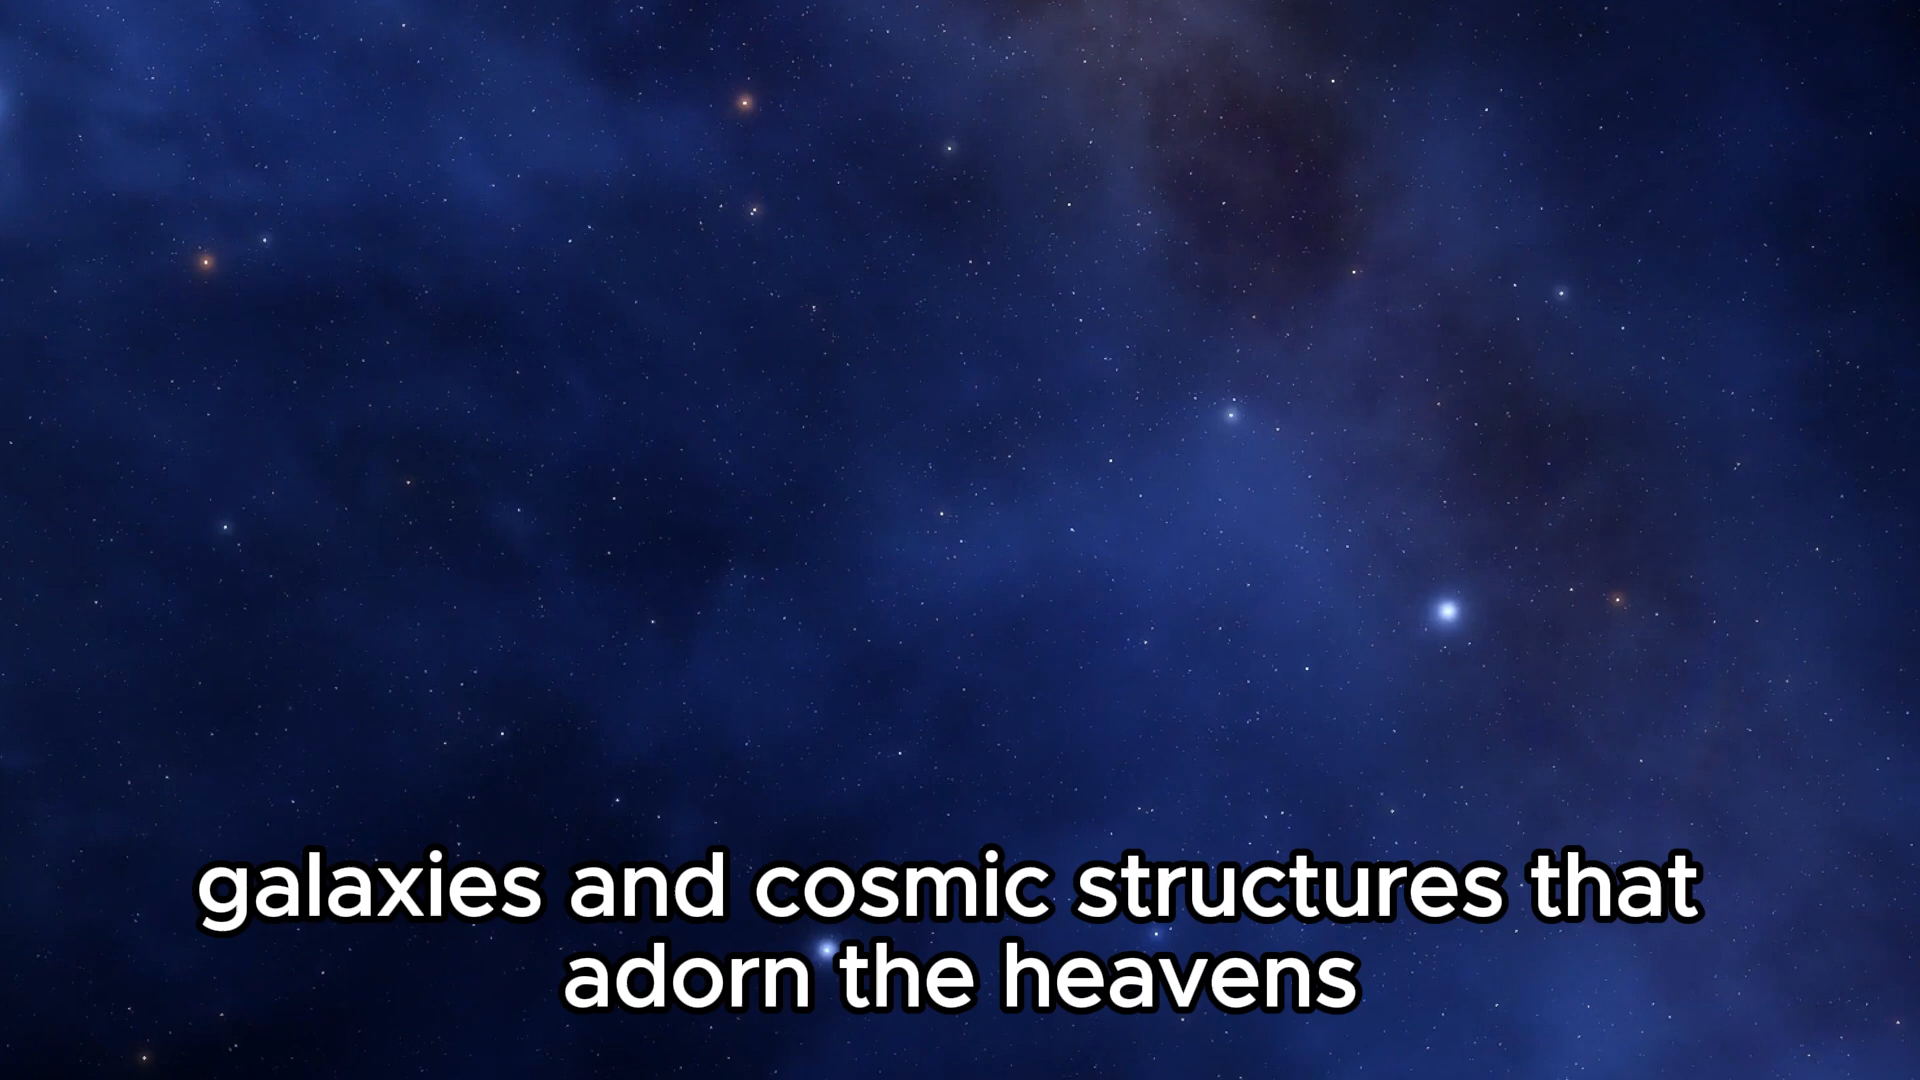 galaxies and cosmic structures that
adorn the heavens